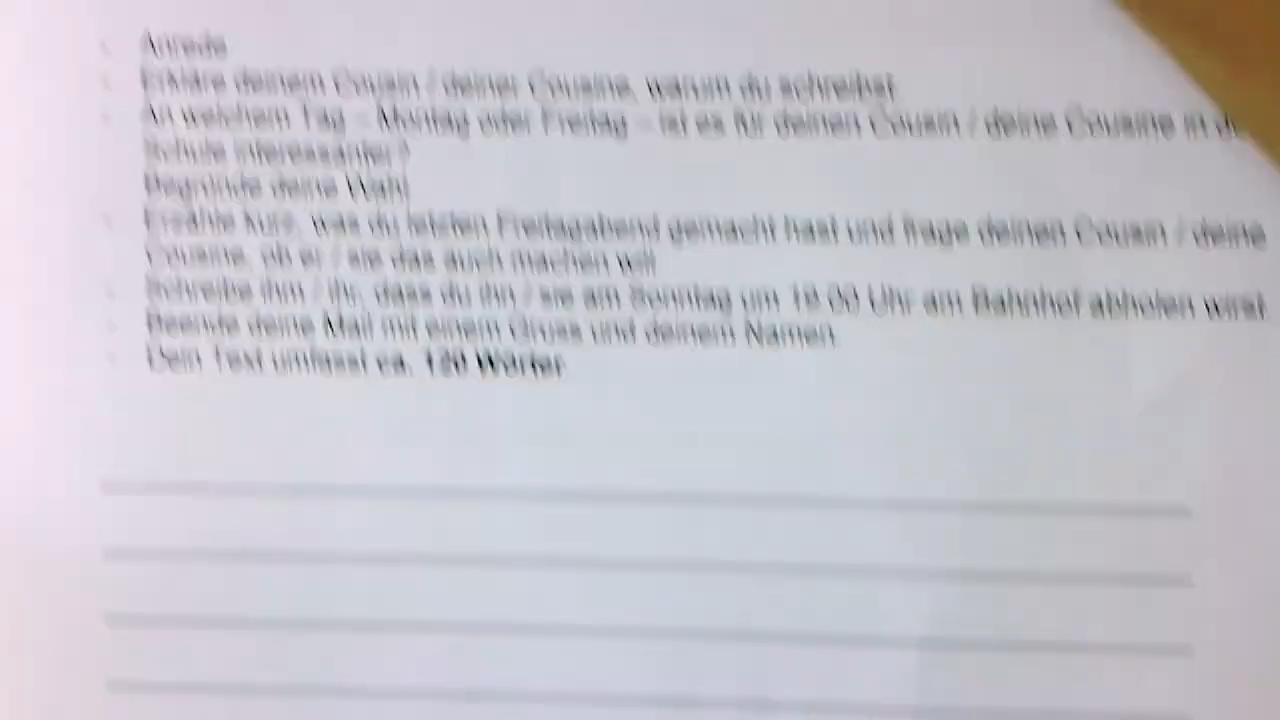 - Anrede
- Erkläre deinem Cousin / deiner Cousine, warum du schreibst
- An welchem Tag – Montag oder Freitag – ist es für deinen Cousin / deine Cousine in
Schule interessanter?
Begründe deine Wahl
- Erzähle kurz, was du letzten Freitagabend gemacht hast und frage deinen Cousin / deine
Cousine, ob er / sie das auch machen will
- Schreibe ihm / ihr, dass du ihn / sie am Sonntag um 18.00 Uhr am Bahnhof abholen wirst
- Beende deine Mail mit einem Gruss und deinem Namen
- Dein Text umfasst ca. Wörter